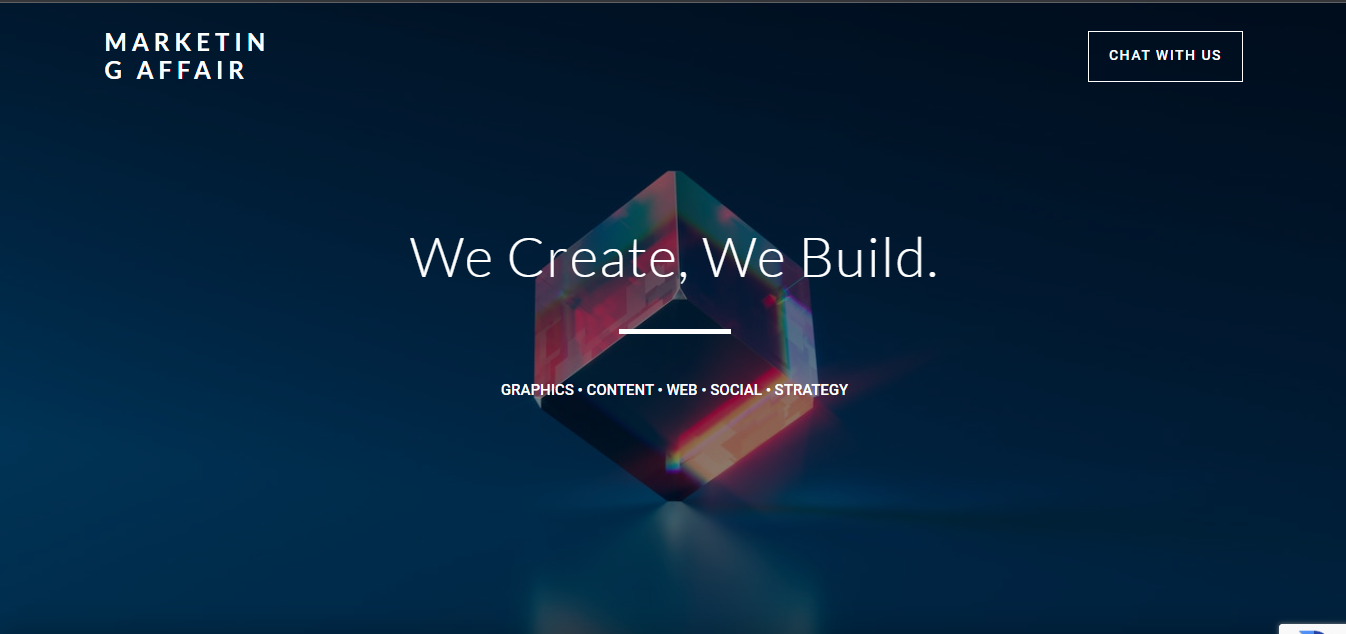 MARKETIN
G AFFAIR
CHAT WITH US
We Create, We Build.
GRAPHICS • CONTENT • WEB • SOCIAL • STRATEGY